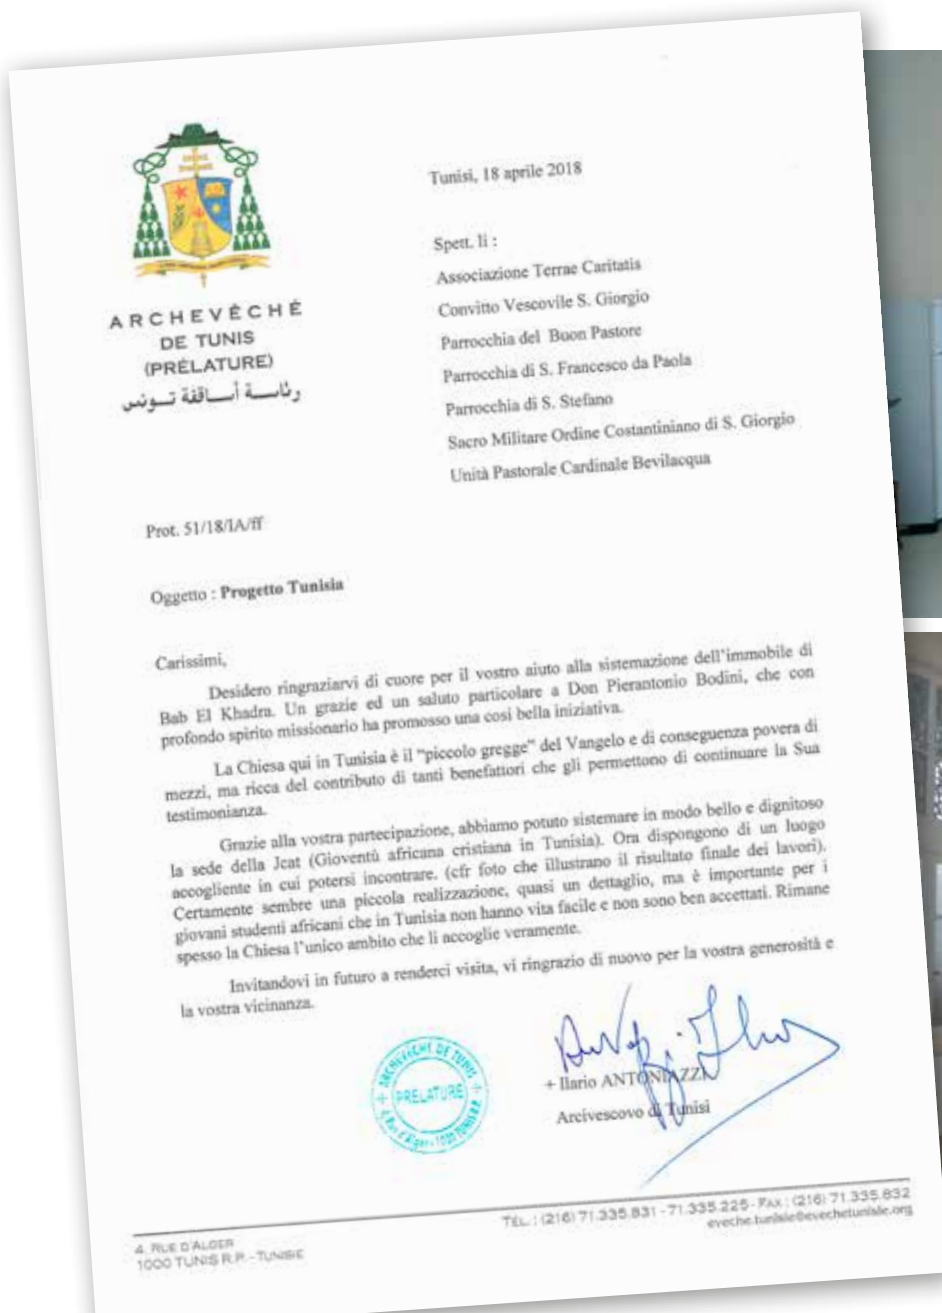 ARCHEVÊCHÉ
DE TUNIS
(PRÉLATURE)
رئاسة أساقفة تونس
Tunisi, 18 aprile 2018
Spett. li :
Associazione Terrae Caritatis
Convitto Vescovile S. Giorgio
Parrocchia del Buon Pastore
Parrocchia di S. Francesco da Paola
Parrocchia di S. Stefano
Sacro Militare Ordine Costantiniano di S. Giorgio
Unità Pastorale Cardinale Bevilacqua
Prot. 51/18/IA/ff
Oggetto : Progetto Tunisia
Carissimi,
Desidero ringraziarvi di cuore per il vostro aiuto alla sistemazione dell'immobile di
Bab El Khadra. Un grazie ed un saluto particolare a Don Pierantonio Bodini, che con
profondo spirito missionario ha promosso una cosi bella iniziativa.
La Chiesa qui in Tunisia è il "piccolo gregge" del Vangelo e di conseguenza povera di
mezzi, ma ricca del contributo di tanti benefattori che gli permettono di continuare la Sua
testimonianza.
Grazie alla vostra partecipazione, abbiamo potuto sistemare in modo bello e dignitoso
la sede della Jcat (Gioventù africana cristiana in Tunisia). Ora dispongono di un luogo
accogliente in cui potersi incontrare. (cfr foto che illustrano il risultato finale dei lavori).
Certamente sembre una piccola realizzazione, quasi un dettaglio, ma è importante per i
giovani studenti africani che in Tunisia non hanno vita facile e non sono ben accettati. Rimane
spesso la Chiesa l'unico ambito che li accoglie veramente.
Invitandovi in futuro a renderci visita, vi ringrazio di nuovo per la vostra generosità e
la vostra vicinanza.
ARCHEVÊCHÉ DE TUNIS
PRELATURE
4, Rue d'Alger - 1000 TUNIS R.P.
+ Ilario ANTONIAZZI
Arcivescovo di Tunisi
4, RUE D'ALGER
1000 TUNIS R.P. - TUNISIE
TÉL. : (216) 71.335.831 - 71.335.225 - FAX : (216) 71.335.832
eveche.tunisie@evechetunisie.org